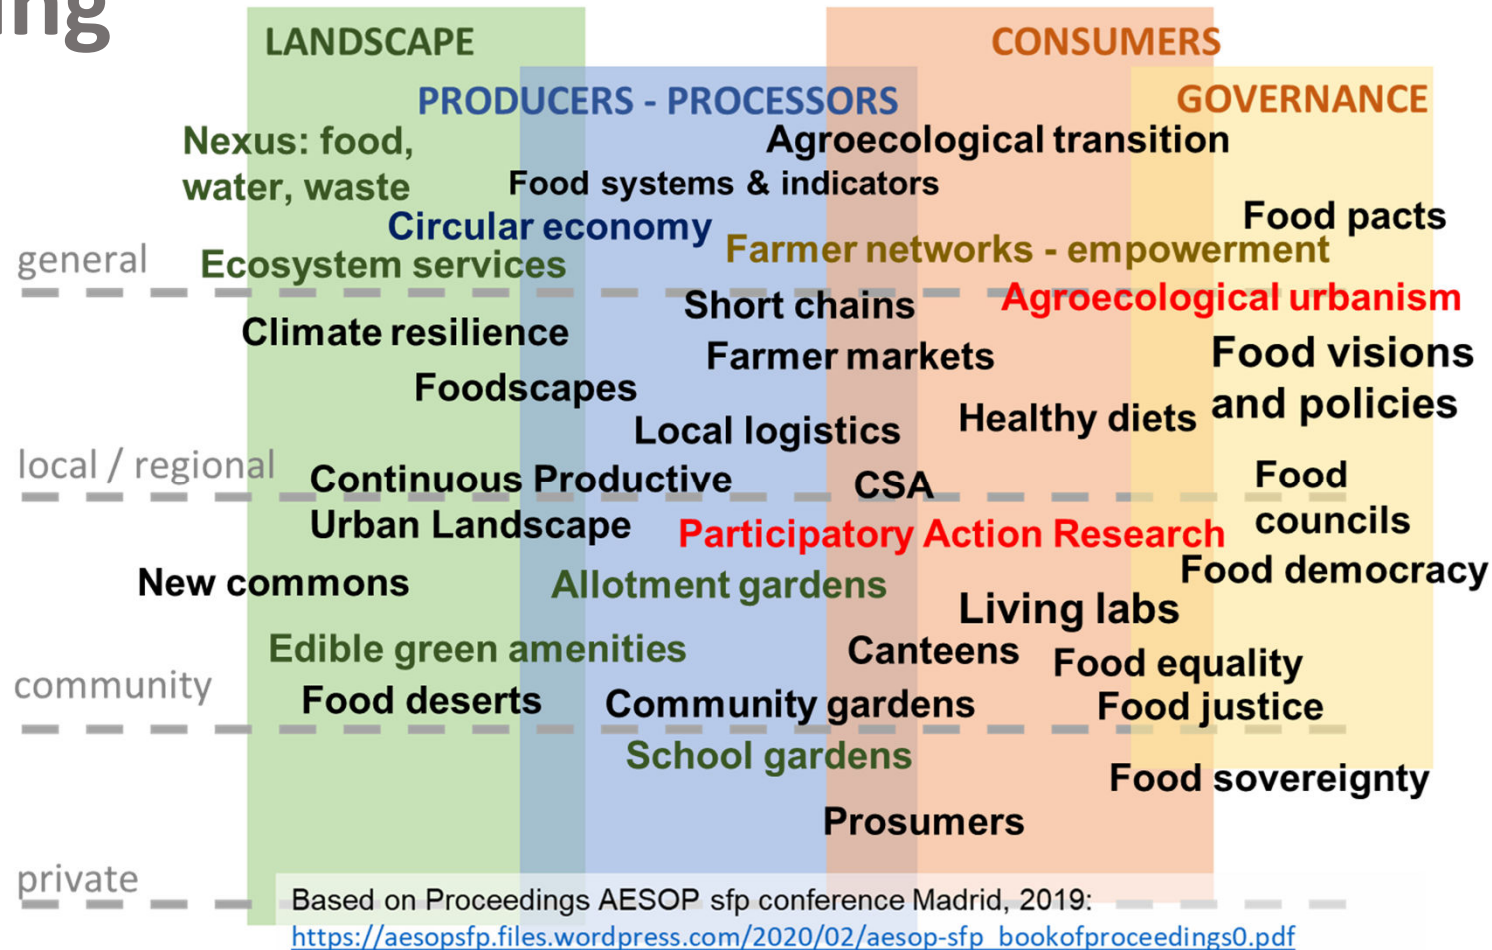 ing
LANDSCAPE
CONSUMERS
PRODUCERS - PROCESSORS
GOVERNANCE
Nexus: food,
water, waste
Agroecological transition
Food systems & indicators
Circular economy
Food pacts
Farmer networks - empowerment
general
Ecosystem services
Agroecological urbanism
Short chains
Climate resilience
Farmer markets
Food visions
and policies
Foodscapes
Healthy diets
Local logistics
local / regional
Continuous Productive
Urban Landscape
CSA
Food
councils
Participatory Action Research
Food democracy
New commons
Allotment gardens
Living labs
Edible green amenities
Canteens
Food equality
community
Food deserts
Community gardens
Food justice
School gardens
Food sovereignty
Prosumers
private
Based on Proceedings AESOP sfp conference Madrid, 2019:
https://aesopsfp.files.wordpress.com/2020/02/aesop-sfp_bookofproceedings0.pdf